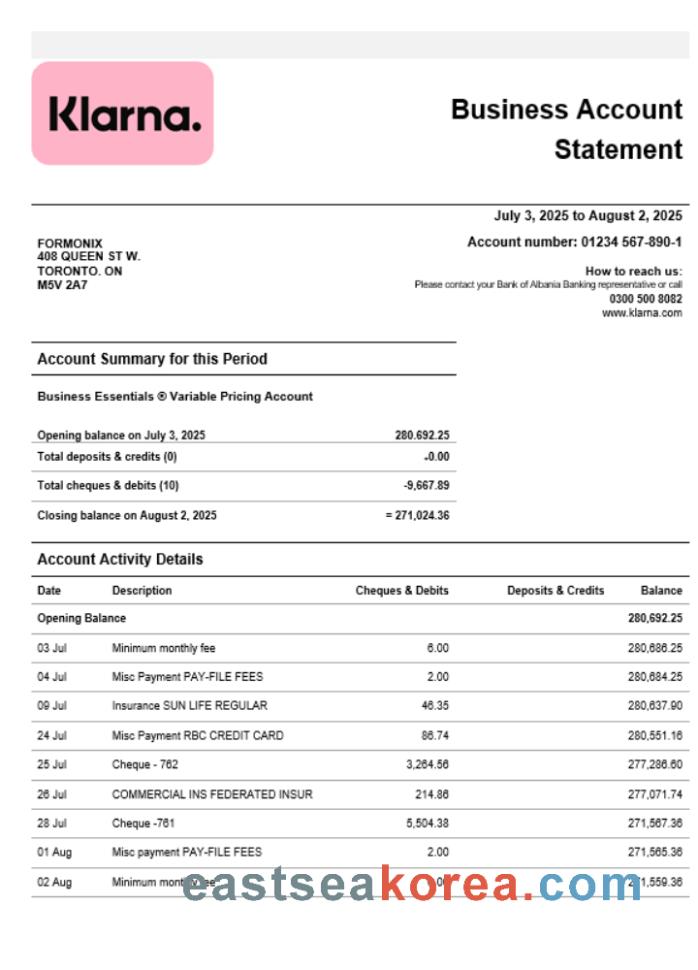 Klarna.
Business Account
Statement
July 3, 2025 to August 2, 2025
Account number: 01234 567-890-1
FORMONIX
408 QUEEN ST W.
TORONTO. ON
M5V 2A7
How to reach us:
Please contact your Bank of Albania Banking representative or call
0300 500 8082
www.klarna.com
Account Summary for this Period
Business Essentials ® Variable Pricing Account
Opening balance on July 3, 2025 280.692.25
Total deposits & credits (0) -0.00
Total cheques & debits (10) -9,667.89
Closing balance on August 2, 2025 = 271,024.36
Account Activity Details
Date Description Cheques & Debits Deposits & Credits Balance
Opening Balance 280,692.25
03 Jul Minimum monthly fee 6.00 280,686.25
04 Jul Misc Payment PAY-FILE FEES 2.00 280,684.25
09 Jul Insurance SUN LIFE REGULAR 46.35 280,637.90
24 Jul Misc Payment RBC CREDIT CARD 86.74 280,551.16
25 Jul Cheque - 762 3,264.56 277,286.60
26 Jul COMMERCIAL INS FEDERATED INSUR 214.86 277,071.74
28 Jul Cheque -761 5,504.38 271,567.36
01 Aug Misc payment PAY-FILE FEES 2.00 271,565.36
02 Aug Minimum monthly fee 271,559.36
eastseakorea.com